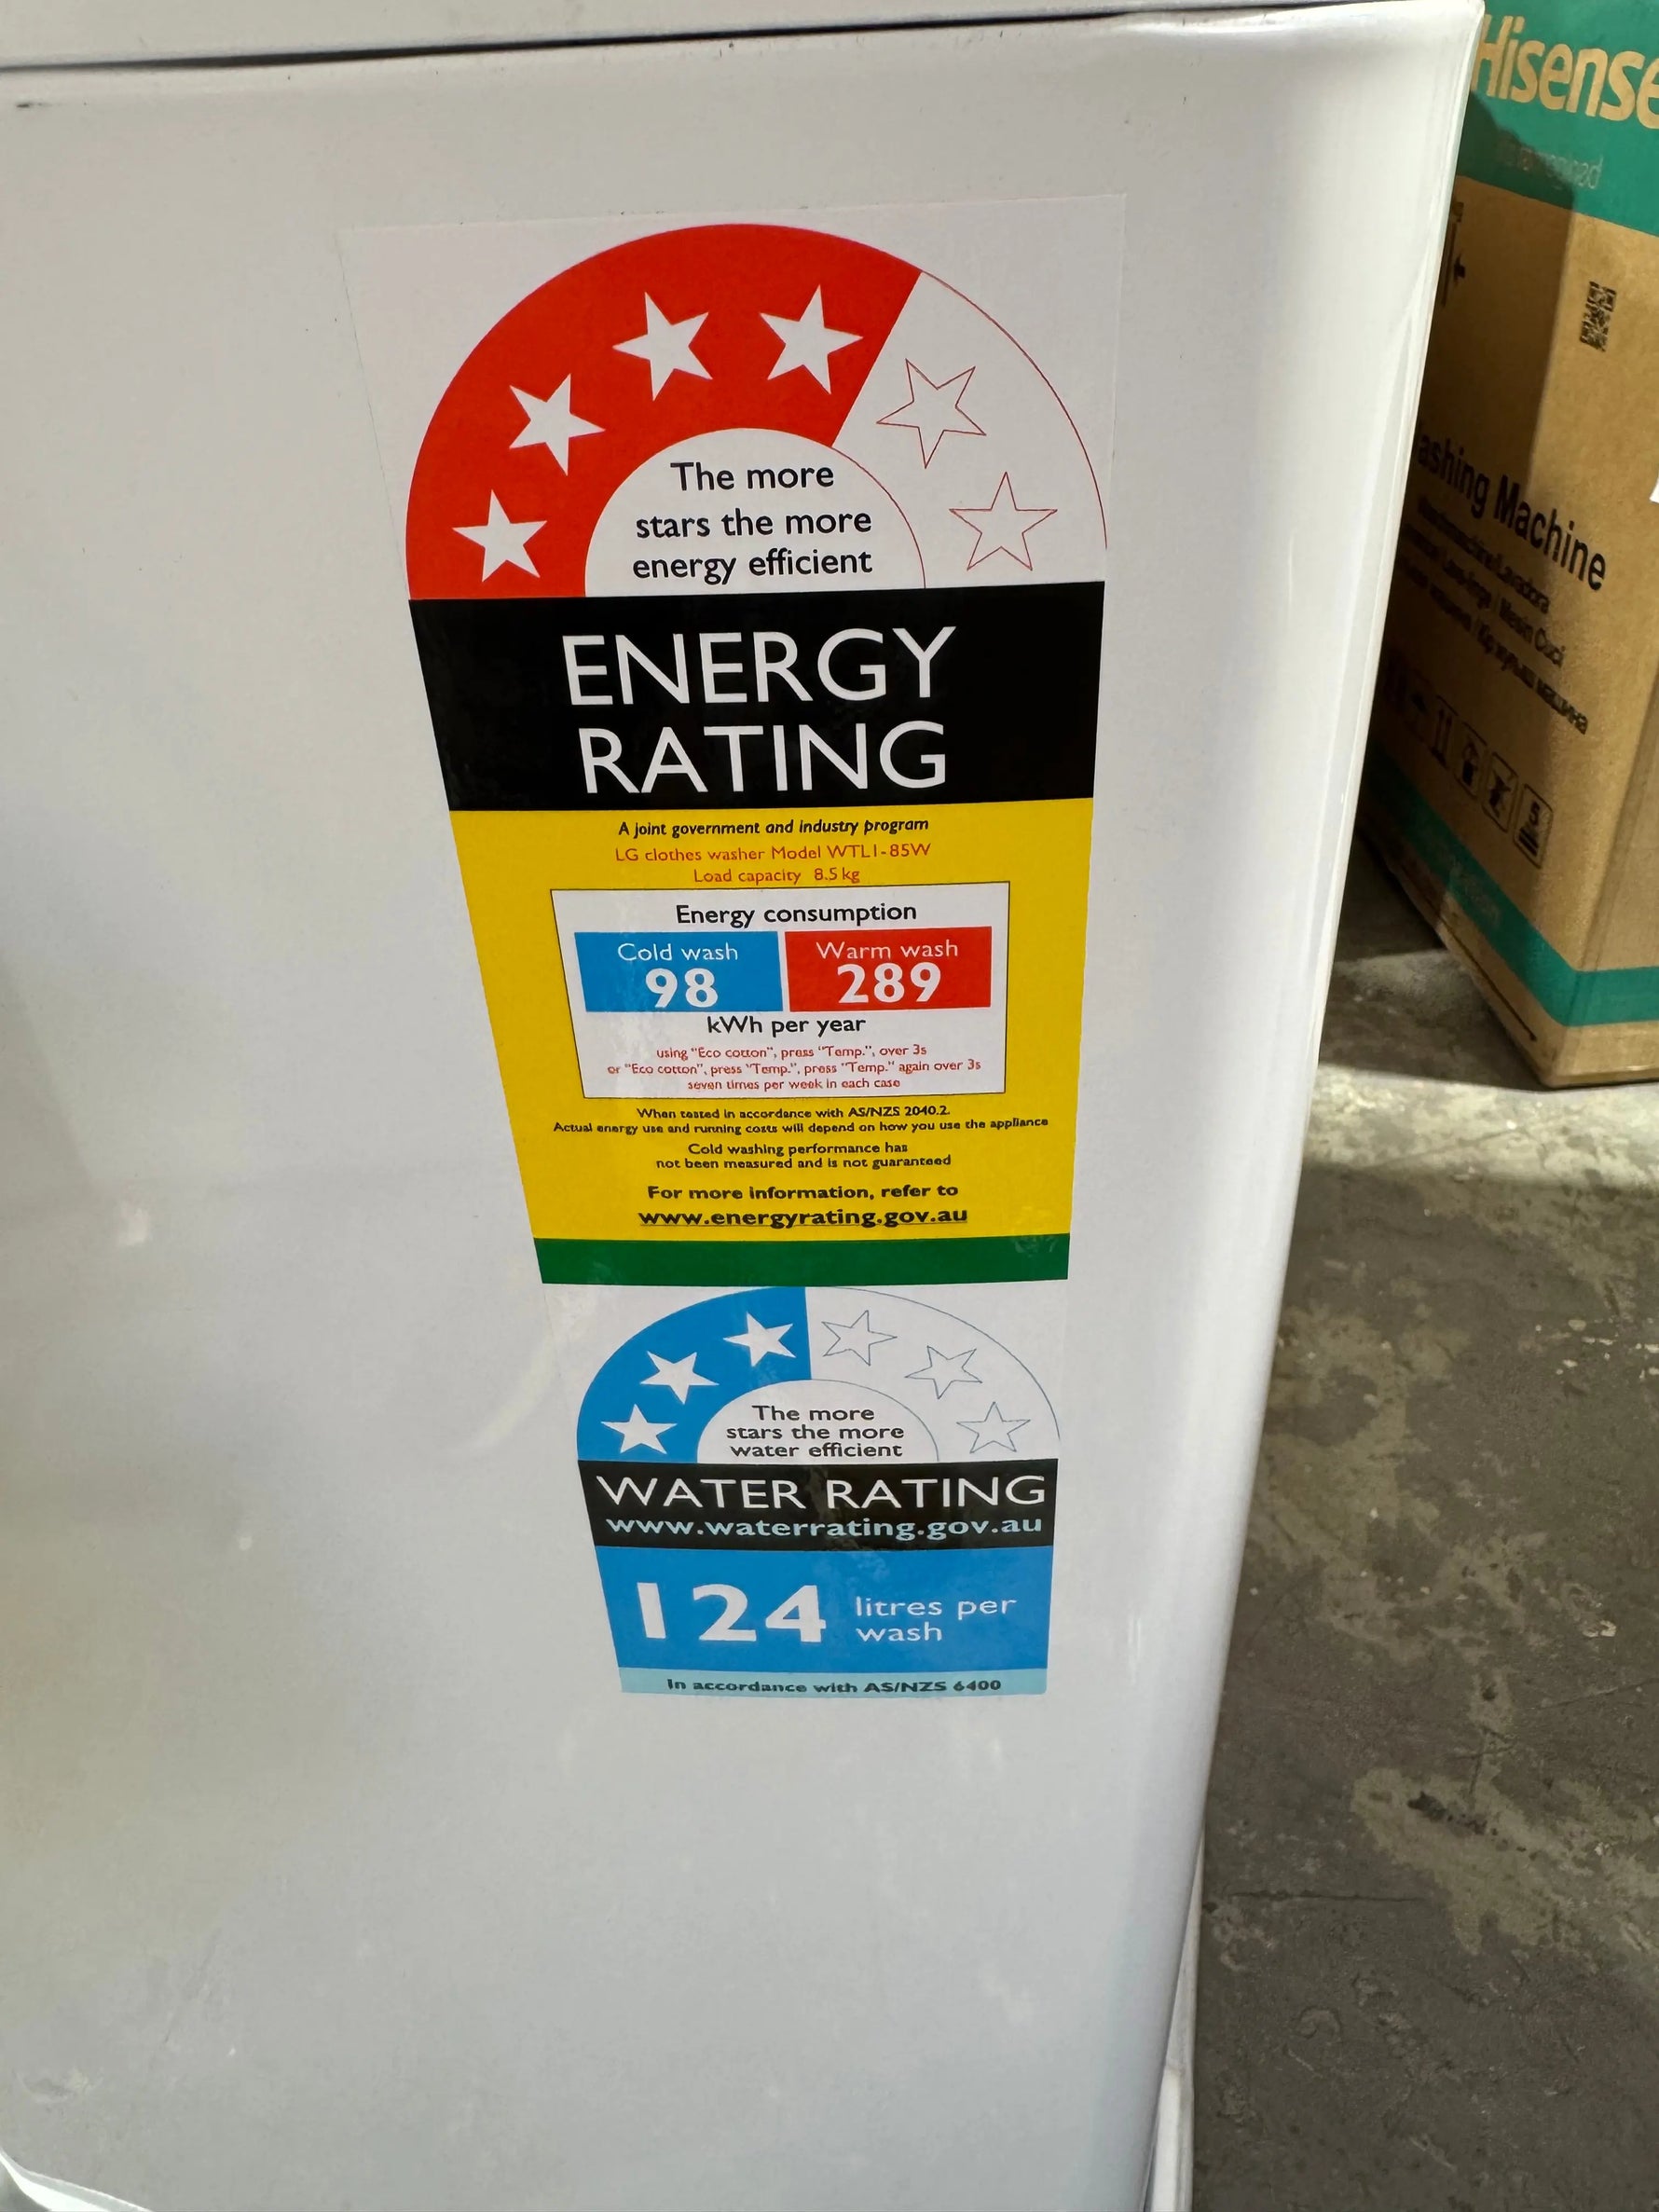 The more
stars the more
energy efficient
ENERGY
RATING
A joint government and industry program
LG clothes washer Model WTL1-85W
Load capacity 8.5 kg
Energy consumption
Cold wash
98
Warm wash
289
kWh per year
using "Eco cotton", press "Temp.", over 3s
or "Eco cotton", press "Temp.", press "Temp." again over 3s
seven times per week in each case
When tested in accordance with AS/NZS 2040.2.
Actual energy use and running costs will depend on how you use the appliance
Cold washing performance has
not been measured and is not guaranteed
For more information, refer to
www.energyrating.gov.au
The more
stars the more
water efficient
WATER RATING
www.waterrating.gov.au
124 litres per
wash
In accordance with AS/NZS 6400
Hisense
Machine
Mesin Cuci
5